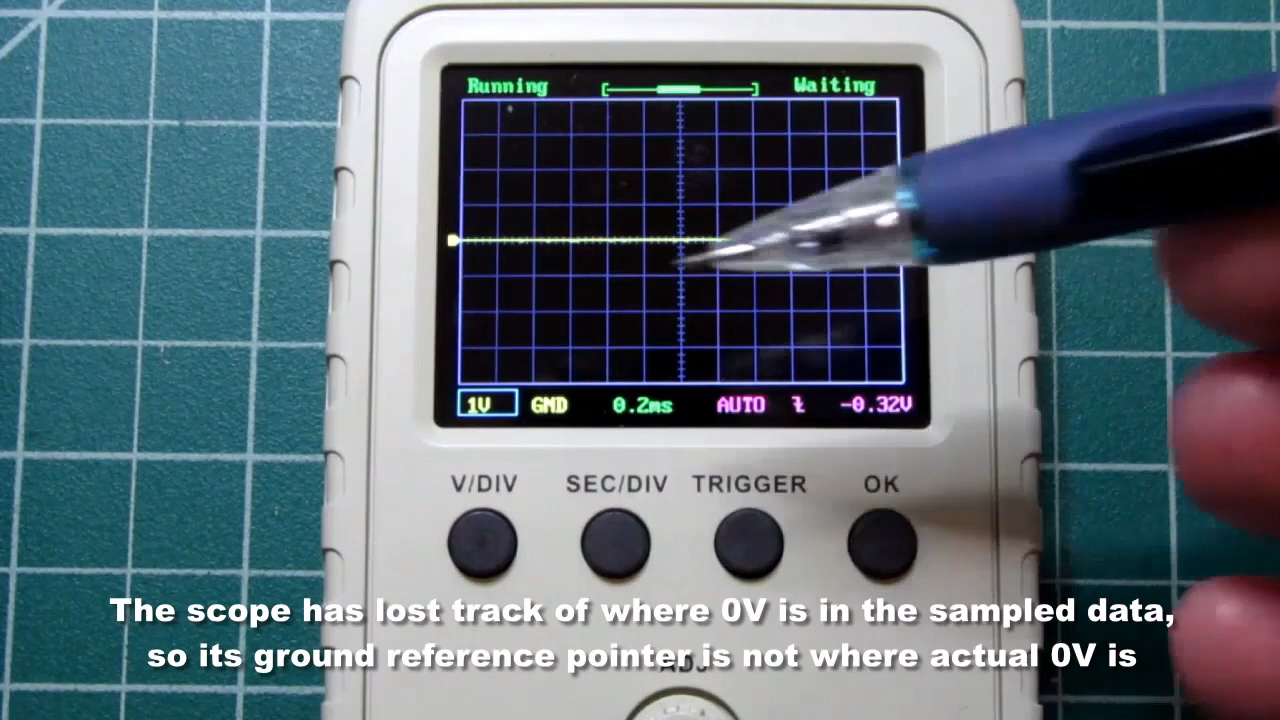 Running Waiting
1V GND 0.2ms AUTO -0.32V
V/DIV SEC/DIV TRIGGER OK
The scope has lost track of where 0V is in the sampled data,
so its ground reference pointer is not where actual 0V is
ADJ